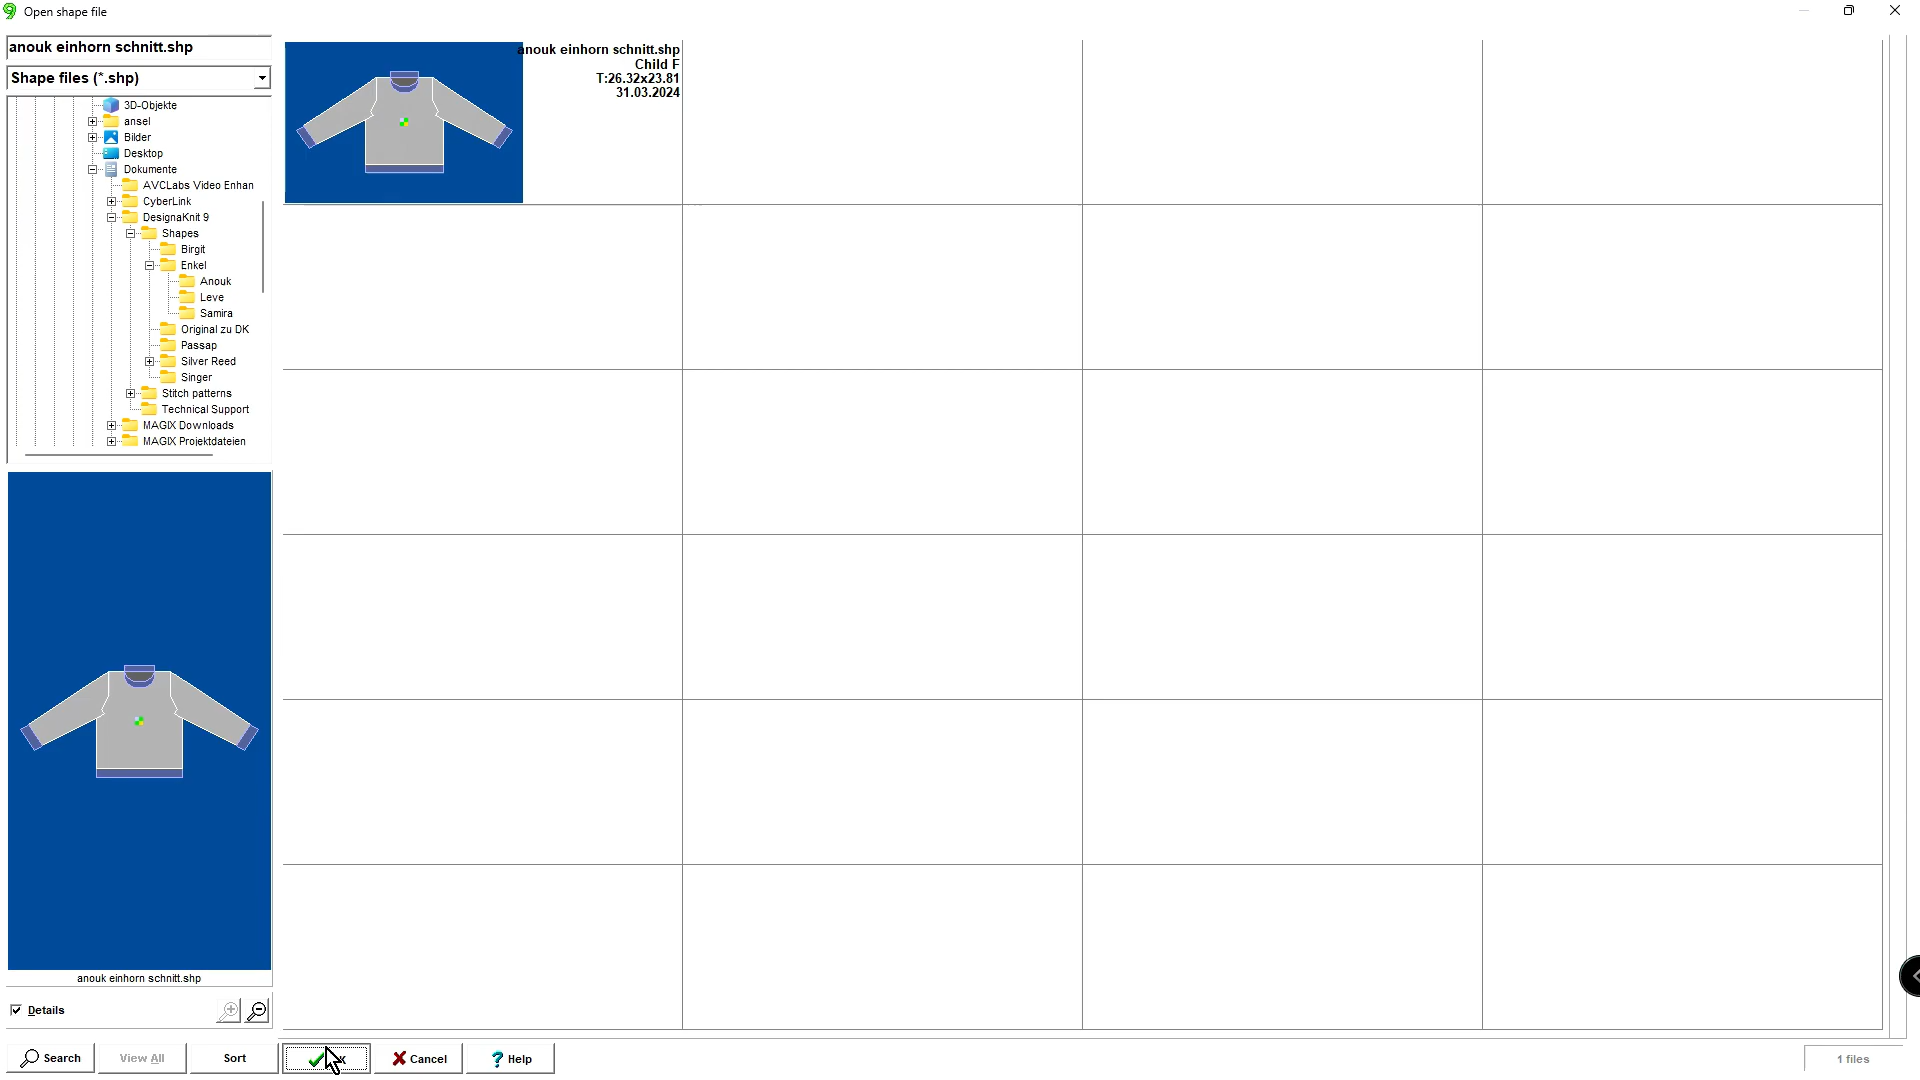 Open shape file
anouk einhorn schnitt.shp
Shape files (*.shp)
3D-Objekte
ansel
Bilder
Desktop
Dokumente
AVCLabs Video Enhan
CyberLink
DesignaKnit 9
Shapes
Birgit
Enkel
Anouk
Leve
Samira
Original zu DK
Passap
Silver Reed
Singer
Stitch patterns
Technical Support
MAGIX Downloads
MAGIX Projektdateien
anouk einhorn schnitt.shp
Child F
T:26.32x23.81
31.03.2024
anouk einhorn schnitt.shp
Details
Search
View All
Sort
Cancel
? Help
1 files